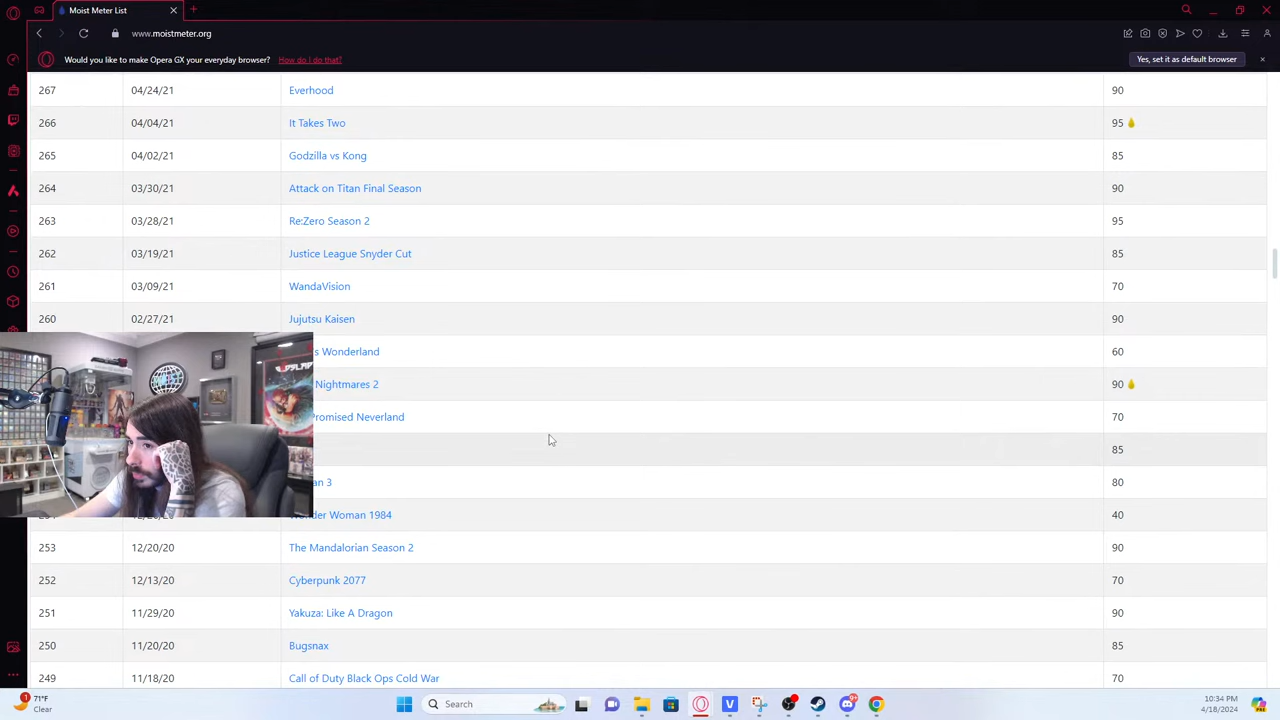 Moist Meter List
www.moistmeter.org
Would you like to make Opera GX your everyday browser? How do I do that? Yes, set it as default browser
267 04/24/21 Everhood 90
266 04/04/21 It Takes Two 95
265 04/02/21 Godzilla vs Kong 85
264 03/30/21 Attack on Titan Final Season 90
263 03/28/21 Re:Zero Season 2 95
262 03/19/21 Justice League Snyder Cut 85
261 03/09/21 WandaVision 70
260 02/27/21 Jujutsu Kaisen 90
Wonderland 60
Nightmares 2 90
Promised Neverland 70
85
3 80
Woman 1984 40
253 12/20/20 The Mandalorian Season 2 90
252 12/13/20 Cyberpunk 2077 70
251 11/29/20 Yakuza: Like A Dragon 90
250 11/20/20 Bugsnax 85
249 11/18/20 Call of Duty Black Ops Cold War 70
1 71°F Search 99+ 10:34 PM
Clear 4/18/2024